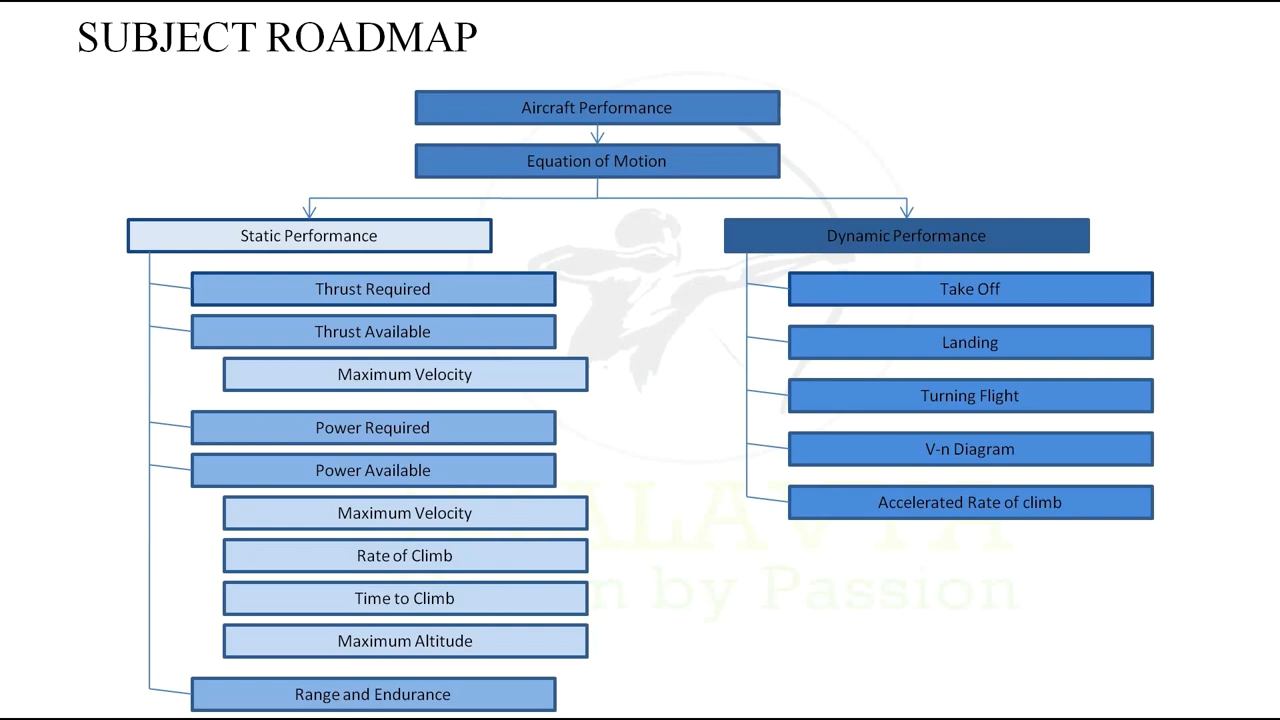 SUBJECT ROADMAP
Aircraft Performance
Equation of Motion
Static Performance
Thrust Required
Thrust Available
Maximum Velocity
Power Required
Power Available
Maximum Velocity
Rate of Climb
Time to Climb
Maximum Altitude
Range and Endurance
Dynamic Performance
Take Off
Landing
Turning Flight
V-n Diagram
Accelerated Rate of climb
by Passion